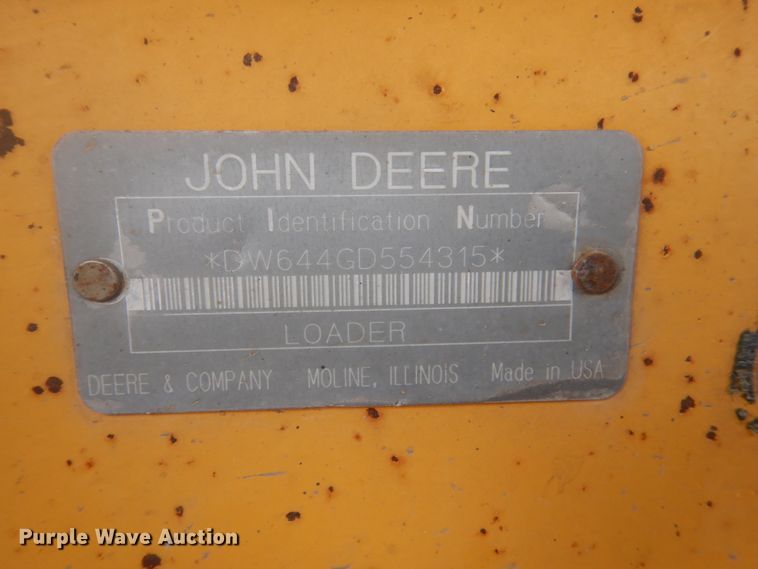 JOHN DEERE
Product Identification Number
*DW644GD554315*
LOADER
DEERE & COMPANY MOLINE, ILLINOIS Made in USA
Purple Wave Auction